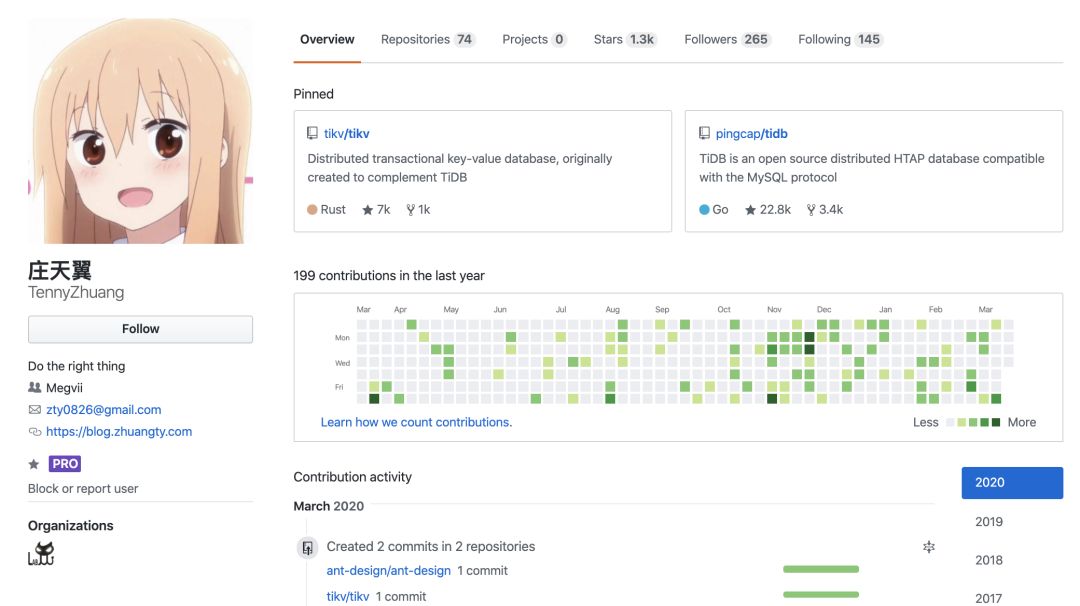 Overview Repositories 74 Projects 0 Stars 1.3k Followers 265 Following 145
庄天翼
TennyZhuang
Follow
Do the right thing
Megvii
zty0826@gmail.com
https://blog.zhuangty.com
PRO
Block or report user
Organizations
Pinned
tikv/tikv
Distributed transactional key-value database, originally
created to complement TiDB
Rust 7k 1k
pingcap/tidb
TiDB is an open source distributed HTAP database compatible
with the MySQL protocol
Go 22.8k 3.4k
199 contributions in the last year
Mar Apr May Jun Jul Aug Sep Oct Nov Dec Jan Feb Mar
Mon
Wed
Fri
Learn how we count contributions.
Less More
Contribution activity
March 2020
Created 2 commits in 2 repositories
ant-design/ant-design 1 commit
tikv/tikv 1 commit
2020
2019
2018
2017